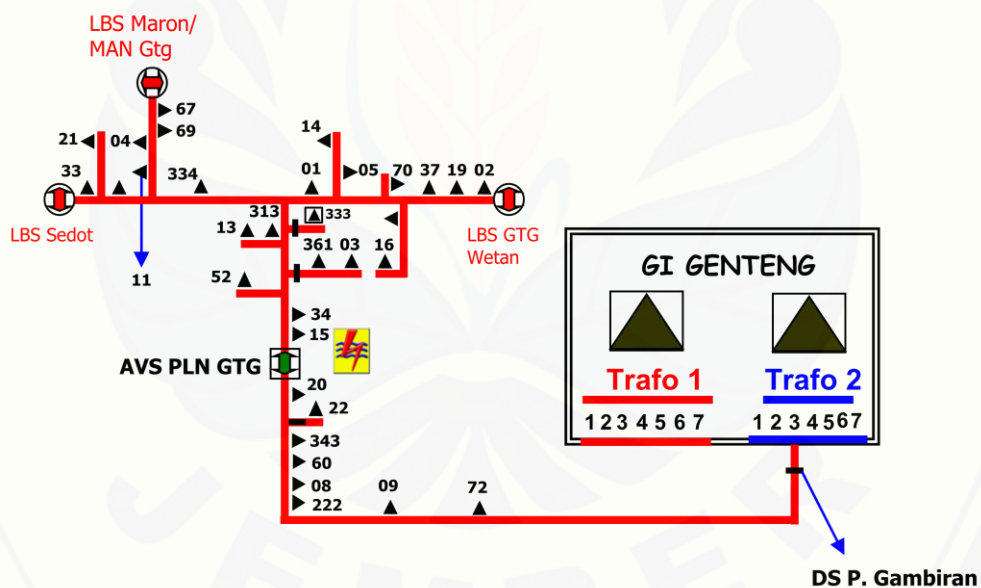 LBS Maron/
MAN Gtg
67
69
21
04
14
33
334
01
05
70
37
19
02
LBS Sedot
313
333
13
361
03
16
LBS GTG
Wetan
11
52
34
15
AVS PLN GTG
20
22
343
60
08
222
09
72
GI GENTENG
Trafo 1
Trafo 2
1 2 3 4 5 6 7
1 2 3 4 5 6 7
DS P. Gambiran
JEMBER